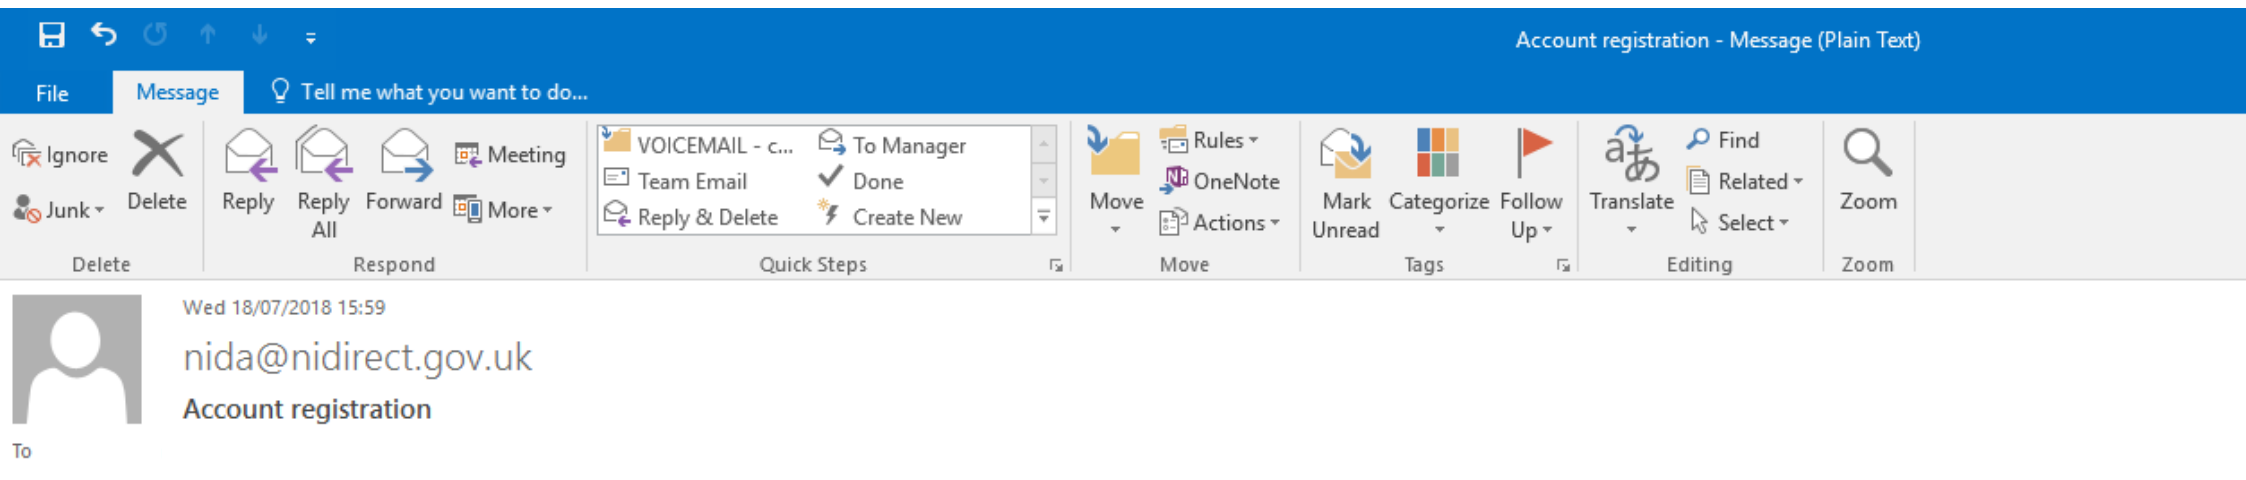 Account registration - Message (Plain Text)
File Message Tell me what you want to do...
Ignore
Junk
Delete
Delete
Reply
Reply All
Forward
Meeting
More
Respond
VOICEMAIL - c...
To Manager
Team Email
Done
Reply & Delete
Create New
Quick Steps
Move
Rules
OneNote
Actions
Move
Mark Unread
Categorize
Follow Up
Tags
Translate
Find
Related
Select
Editing
Zoom
Zoom
Wed 18/07/2018 15:59
nida@nidirect.gov.uk
Account registration
To